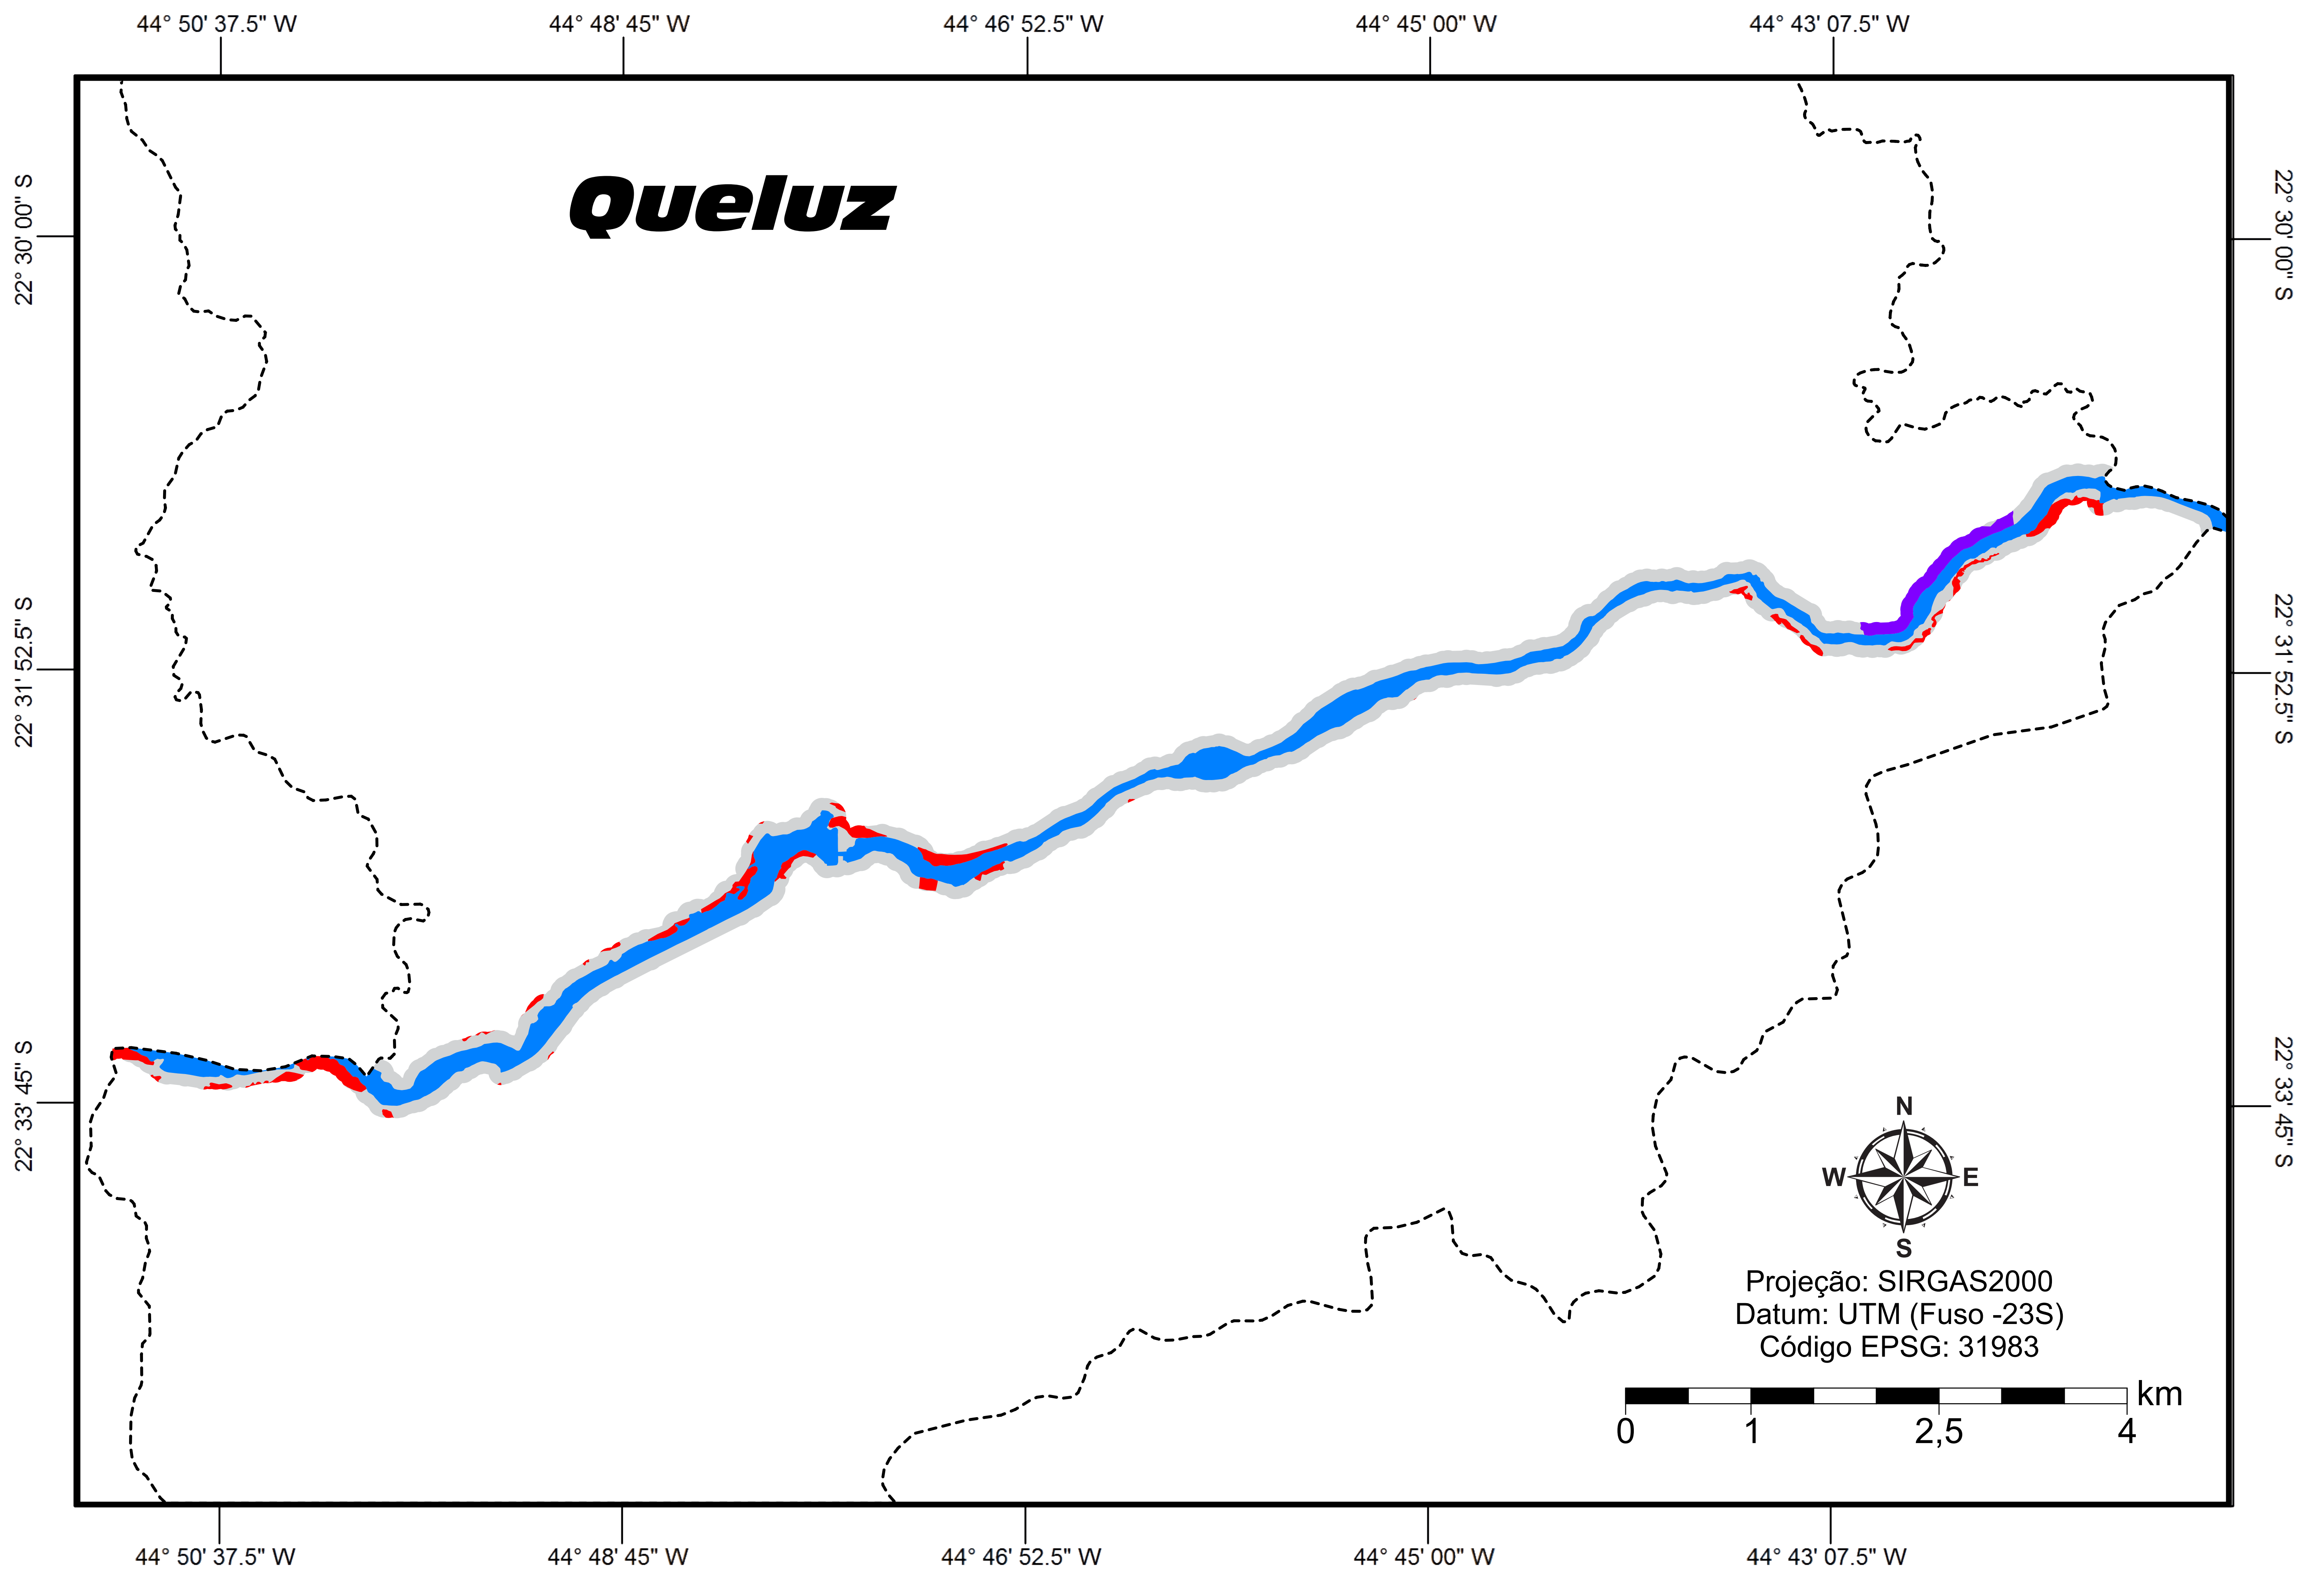 44° 50' 37.5" W
44° 48' 45" W
44° 46' 52.5" W
44° 45' 00" W
44° 43' 07.5" W
22° 30' 00" S
22° 30' 00" S
Queluz
22° 31' 52.5" S
22° 31' 52.5" S
22° 33' 45" S
22° 33' 45" S
N
W
E
S
Projeção: SIRGAS2000
Datum: UTM (Fuso -23S)
Código EPSG: 31983
km
0 1 2,5 4
44° 50' 37.5" W
44° 48' 45" W
44° 46' 52.5" W
44° 45' 00" W
44° 43' 07.5" W